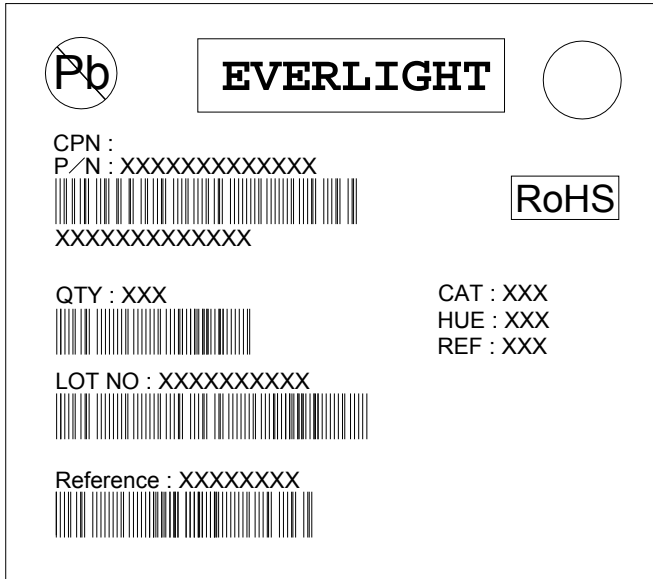 Pb
EVERLIGHT
CPN :
P/N : XXXXXXXXXXXXX
RoHS
XXXXXXXXXXXXX
QTY : XXX
CAT : XXX
HUE : XXX
REF : XXX
LOT NO : XXXXXXXXXX
Reference : XXXXXXXX